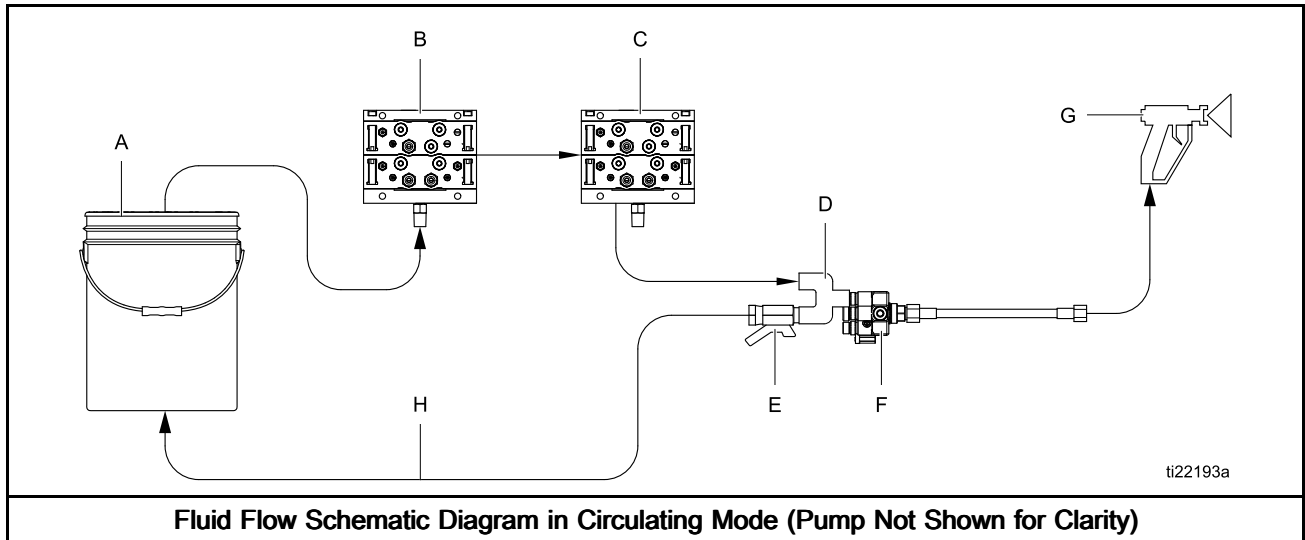 B
C
A
G
D
H
E
F
ti22193a
Fluid Flow Schematic Diagram in Circulating Mode (Pump Not Shown for Clarity)